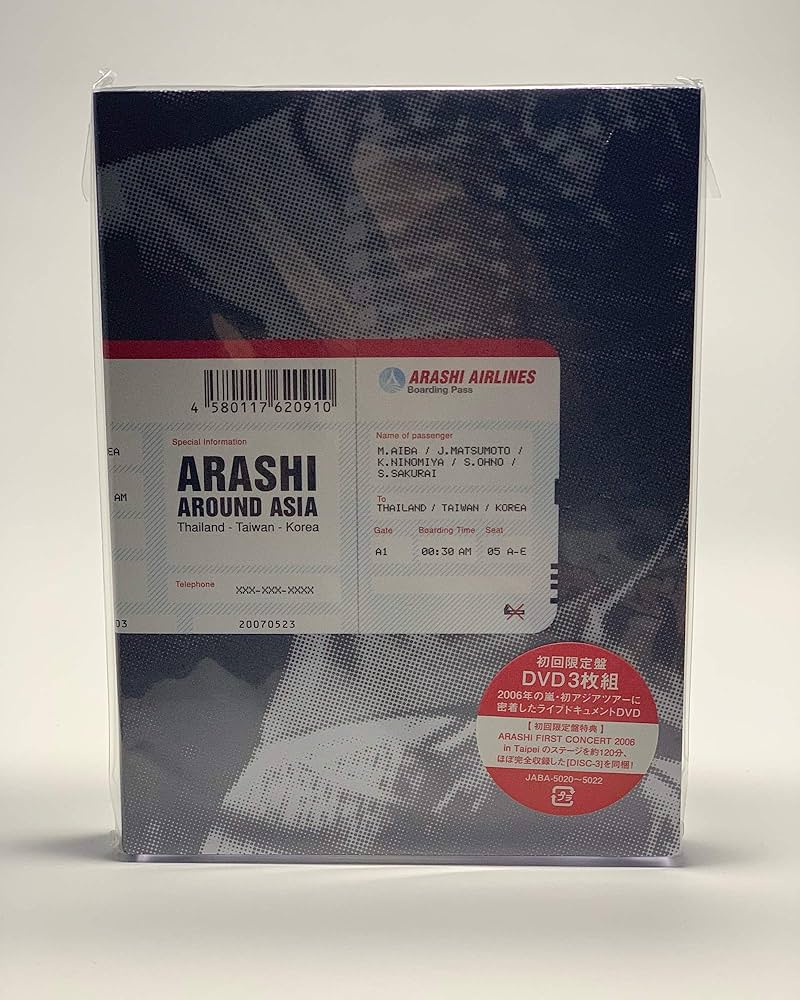 4 580117 620910
ARASHI AIRLINES
Boarding Pass
Special Information
ARASHI
AROUND ASIA
Thailand - Taiwan - Korea
Name of passenger
M.AIBA / J.MATSUMOTO /
K.NINOMIYA / S.OHNO /
S.SAKURAI
To
THAILAND / TAIWAN / KOREA
Gate Boarding Time Seat
A1 00:30 AM 05 A-E
EA
AM
Telephone XXX-XXX-XXXX
03 20070523
初回限定盤
DVD3枚組
2006年の嵐・初アジアツアーに
密着したライブドキュメントDVD
【初回限定盤特典】
ARASHI FIRST CONCERT 2006
in Taipei のステージを約120分、
ほぼ完全収録した[DISC-3]を同梱!
JABA-5020~5022
プラ